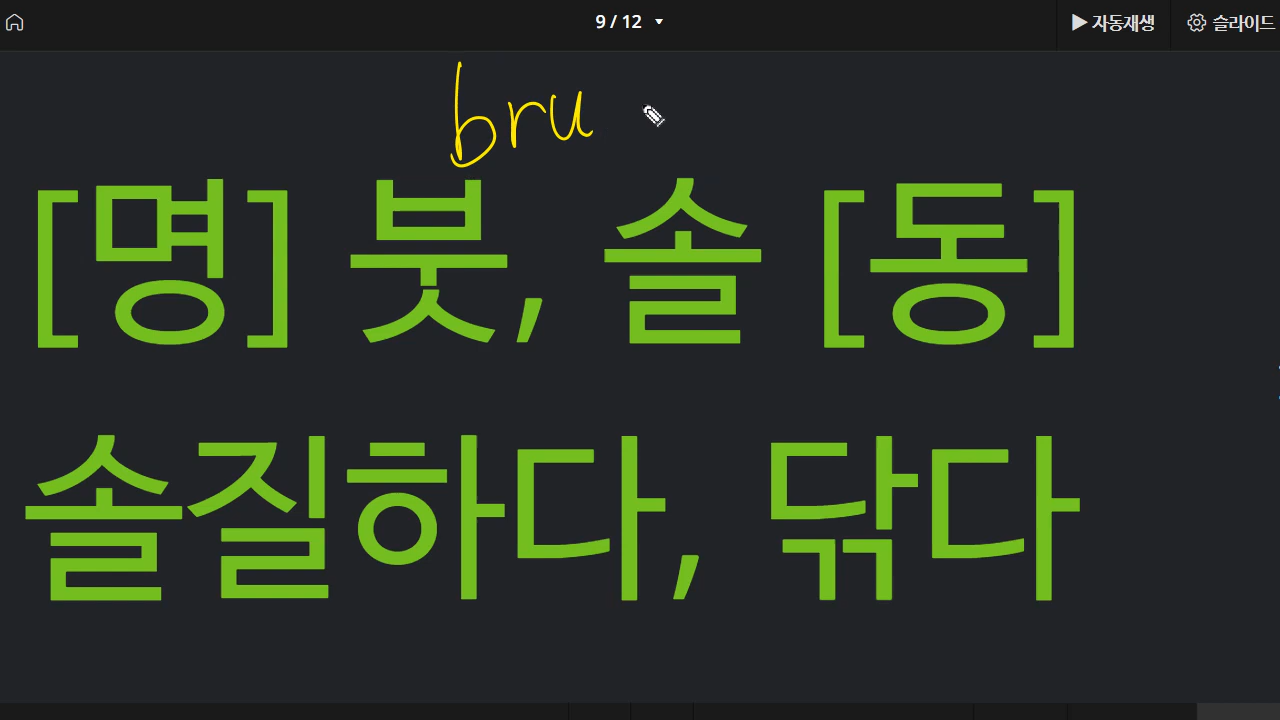 9 / 12
자동재생
슬라이드
bru
[명] 붓, 솔 [동]
솔질하다, 닦다